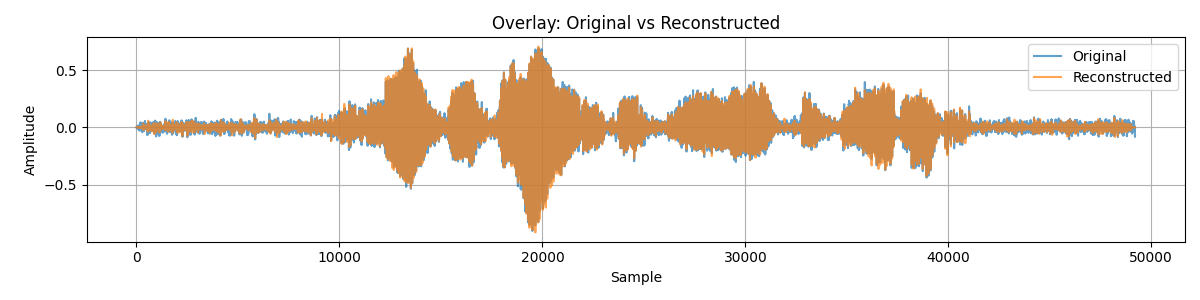 Overlay: Original vs Reconstructed
Original
Reconstructed
Amplitude
0.5
0.0
−0.5
0
10000
20000
30000
40000
50000
Sample